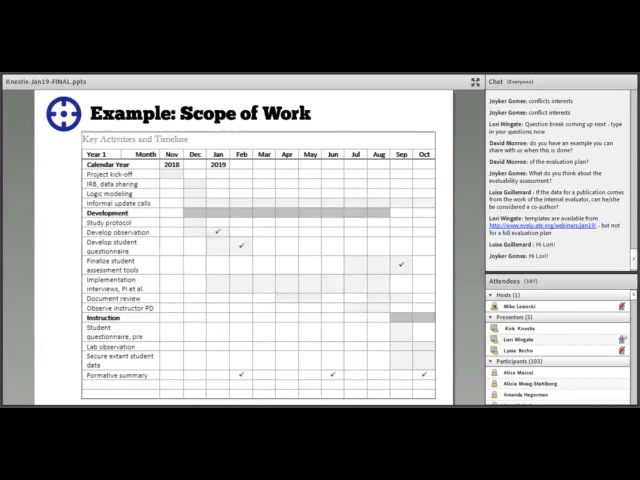 Knestis-Jan19-FINAL.pptx
Example: Scope of Work
Key Activities and Timeline
Year 1 Month Nov Dec Jan Feb Mar Apr May Jun Jul Aug Sep Oct
Calendar Year 2018 2019
Project kick-off
IRB, data sharing
Logic modeling
Informal update calls
Development
Study protocol
Develop observation ✓
Develop student
questionnaire ✓
Finalize student
assessment tools ✓
Implementation
interviews, PI et al.
Document review
Observe instructor PD
Instruction
Student
questionnaire, pre
Lab observation
Secure extant student
data
Formative summary ✓ ✓ ✓
Chat (Everyone)
Joyker Gomes: conflicts interests
Joyker Gomes: conflict interests
Lori Wingate: Question break coming up next - type
in your questions now
David Monroe: do you have an example you can
share with us when this is done?
David Monroe: of the evaluation plan?
Joyker Gomes: What do you think about the
evaluability assessment?
Luisa Guillemard: If the data for a publication comes
from the work of the internal evaluator, can he/she
be considered a co-author?
Lori Wingate: templates are available from
http://www.evalu-ate.org/webinars/jan19/ - but not
for a full evaluation plan
Luisa Guillemard: Hi Lori!
Joyker Gomes: Hi Lori!
Attendees (107)
Hosts (1)
Mike Lesiecki
Presenters (3)
Kirk Knestis
Lori Wingate
Lyssa Becho
Participants (103)
Alice Maciel
Alicia Moag-Stahlberg
Amanda Hagerman